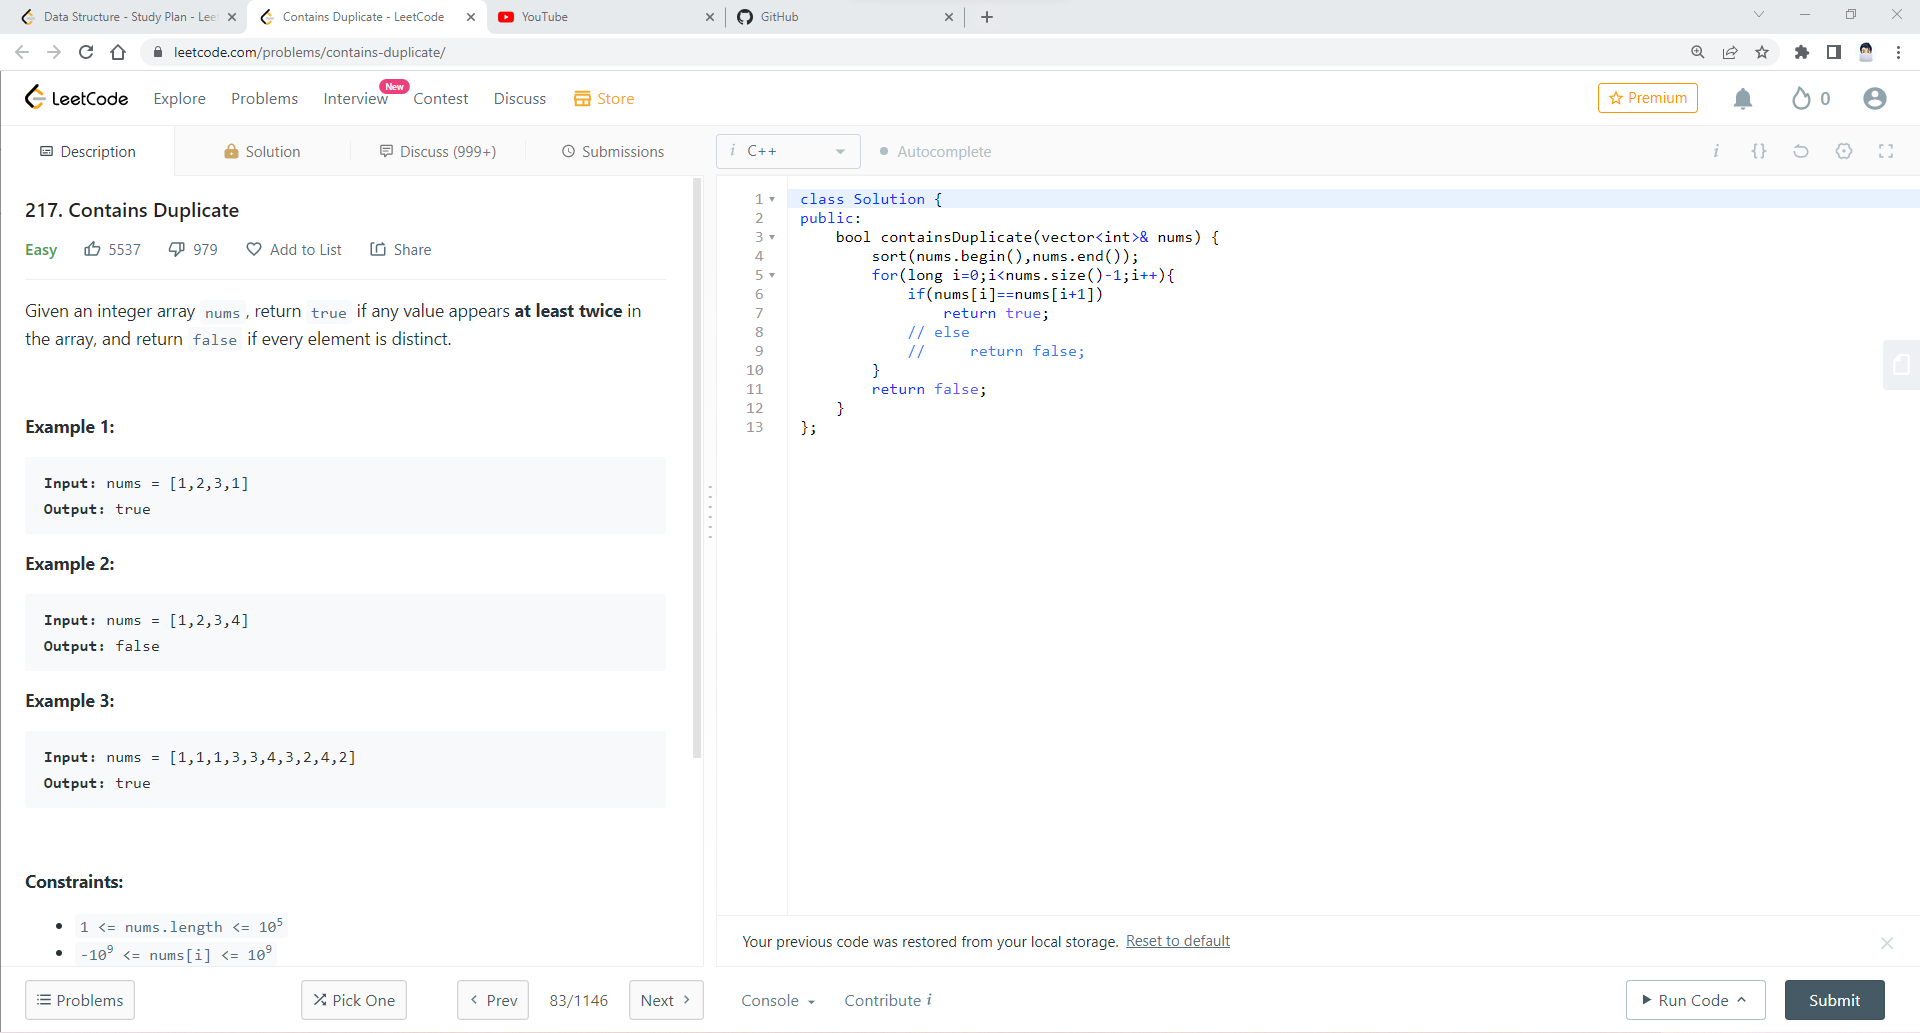 Data Structure - Study Plan - Leet
Contains Duplicate - LeetCode
YouTube
GitHub
leetcode.com/problems/contains-duplicate/
LeetCode
Explore
Problems
Interview
New
Contest
Discuss
Store
Premium
0
Description
Solution
Discuss (999+)
Submissions
i C++
Autocomplete
i {}
217. Contains Duplicate
Easy
5537
979
Add to List
Share
Given an integer array nums, return true if any value appears at least twice in
the array, and return false if every element is distinct.
Example 1:
Input: nums = [1,2,3,1]
Output: true
Example 2:
Input: nums = [1,2,3,4]
Output: false
Example 3:
Input: nums = [1,1,1,3,3,4,3,2,4,2]
Output: true
Constraints:
1 <= nums.length <= 10⁵
-10⁹ <= nums[i] <= 10⁹
1 class Solution {
2 public:
3     bool containsDuplicate(vector<int>& nums) {
4         sort(nums.begin(),nums.end());
5         for(long i=0;i<nums.size()-1;i++){
6             if(nums[i]==nums[i+1])
7                 return true;
8             // else
9             //     return false;
10         }
11         return false;
12     }
13 };
Your previous code was restored from your local storage. Reset to default
Problems
Pick One
Prev
83/1146
Next
Console
Contribute i
Run Code
Submit